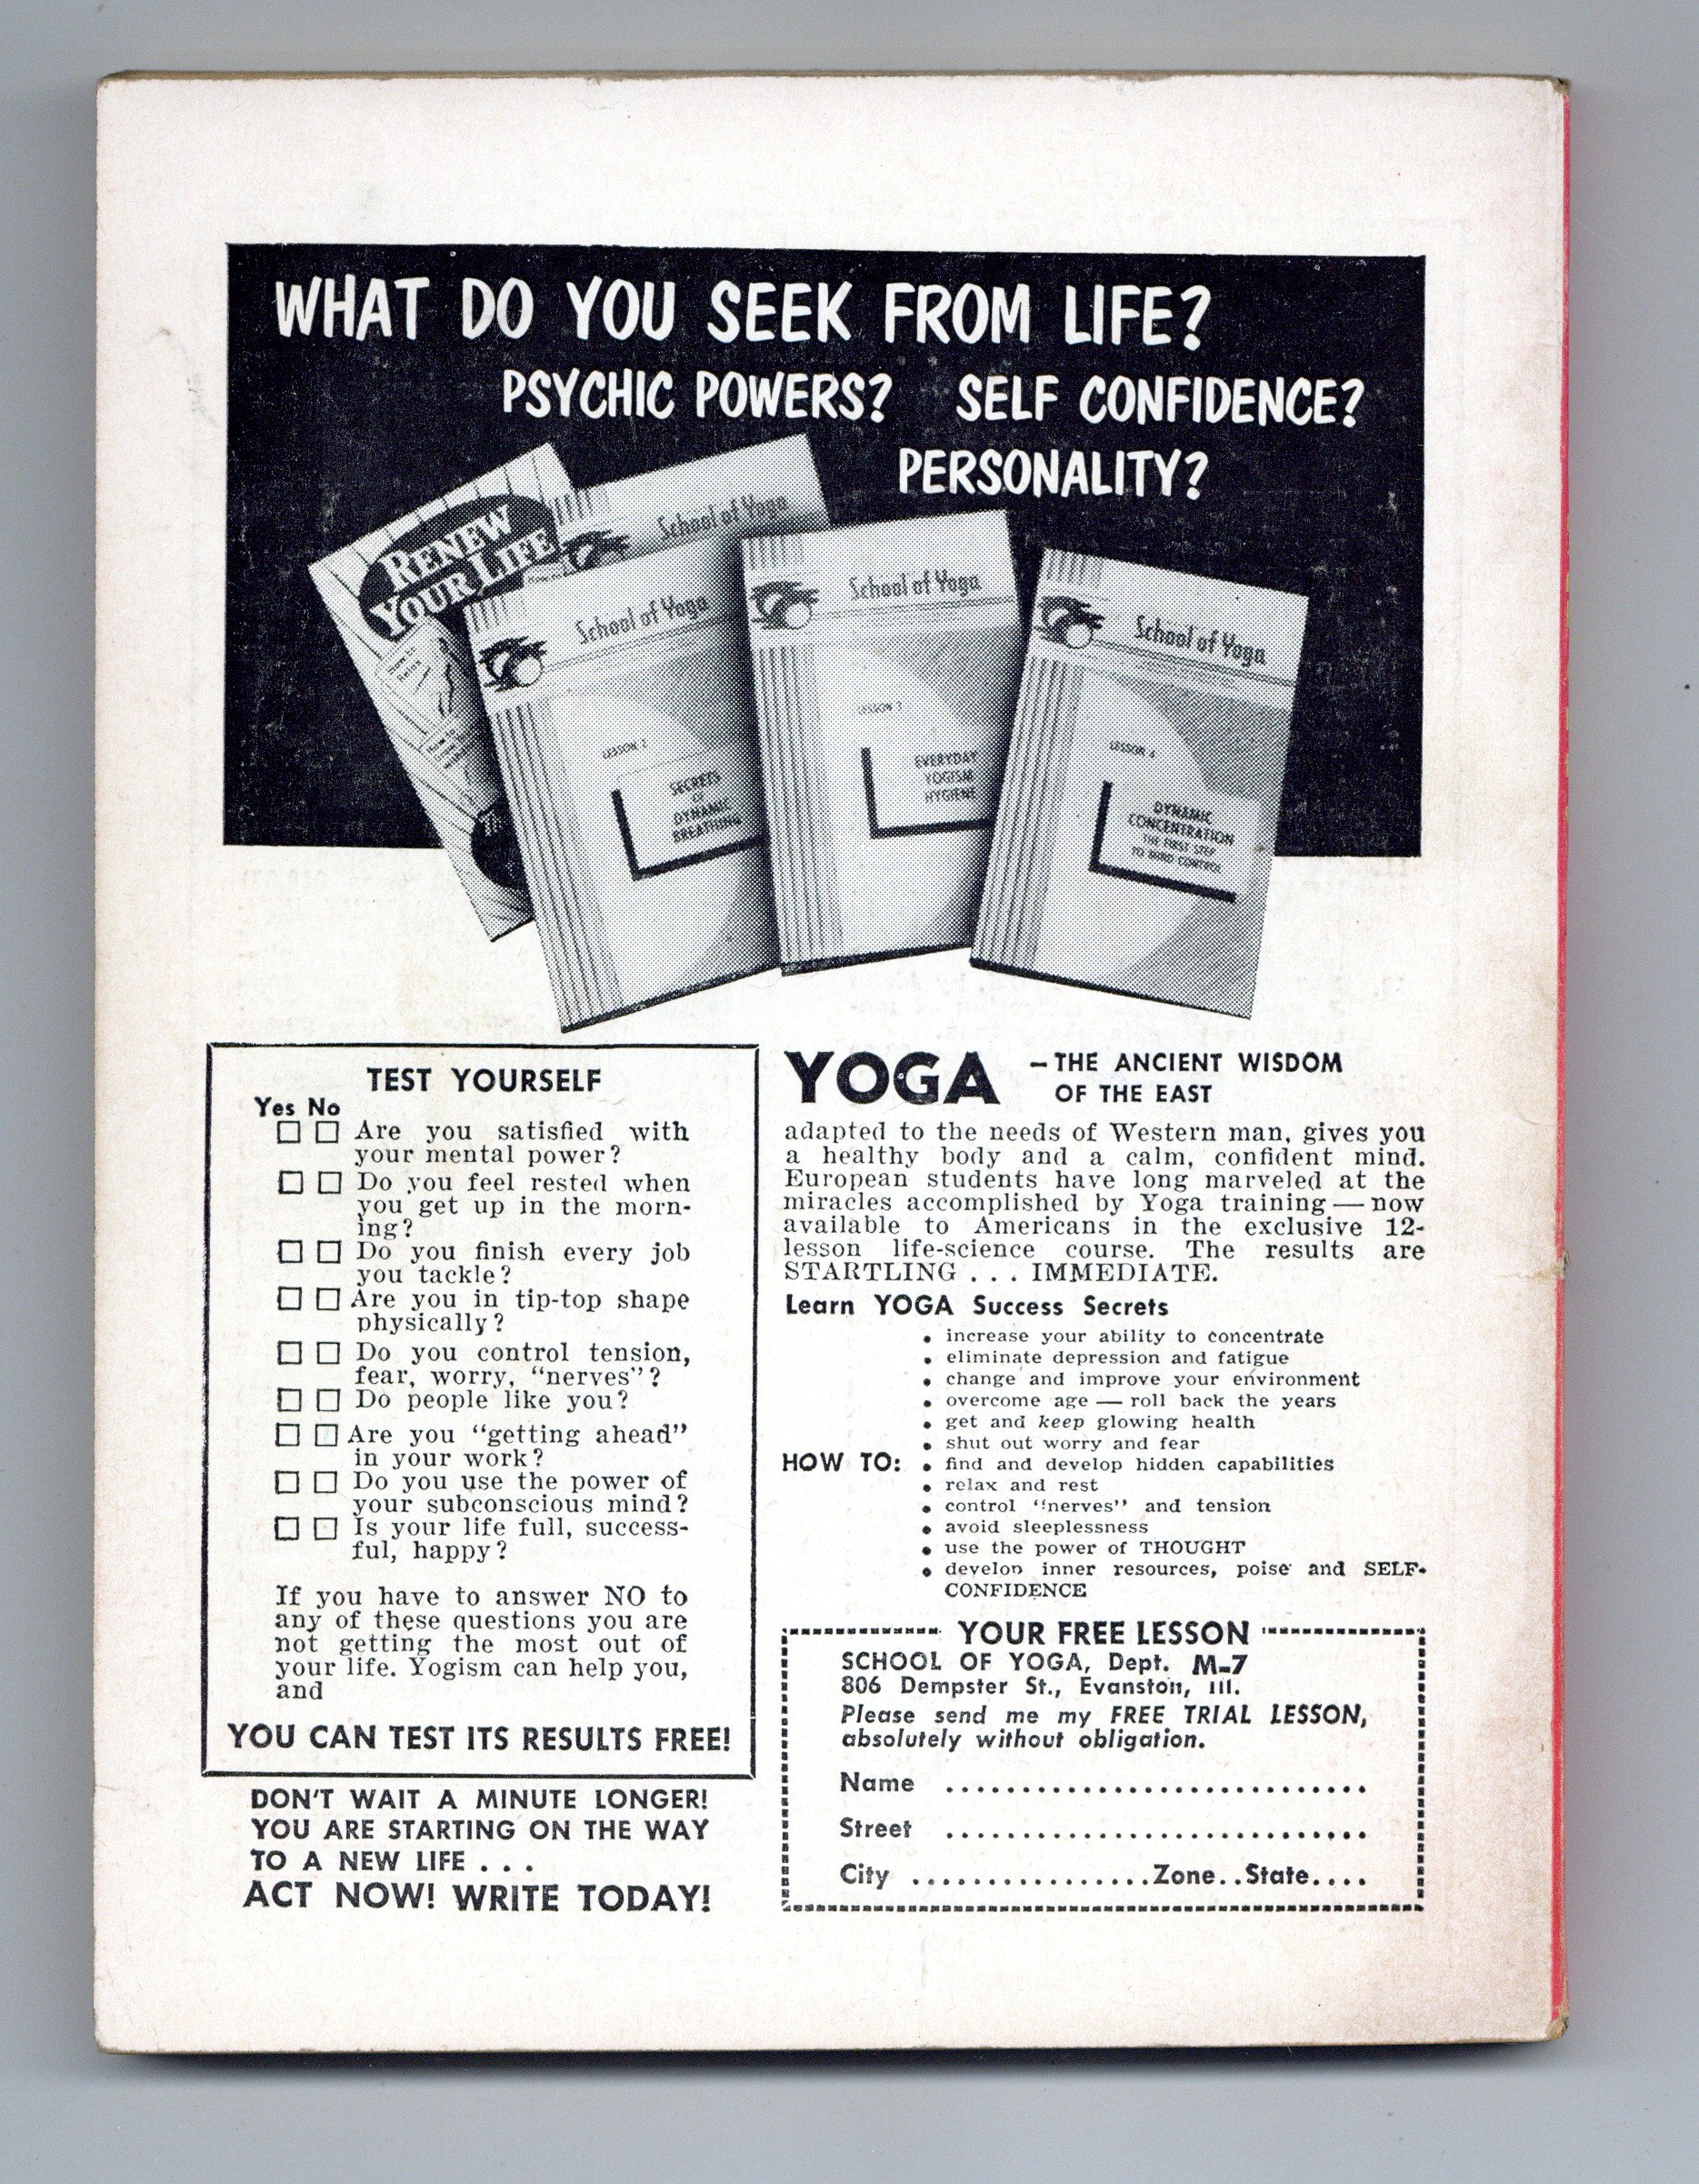 WHAT DO YOU SEEK FROM LIFE?
PSYCHIC POWERS? SELF CONFIDENCE?
PERSONALITY?
RENEW
YOUR LIFE
How to
relax
School of Yoga
School of Yoga
LESSON 2
SECRETS
OF
DYNAMIC
BREATHING
School of Yoga
LESSON 3
EVERYDAY
YOGISM
HYGIENE
School of Yoga
LESSON 4
DYNAMIC
CONCENTRATION
THE FIRST STEP
TO MIND CONTROL
TEST YOURSELF
Yes No
Are you satisfied with
your mental power?
Do you feel rested when
you get up in the morn-
ing?
Do you finish every job
you tackle?
Are you in tip-top shape
physically?
Do you control tension,
fear, worry, "nerves"?
Do people like you?
Are you "getting ahead"
in your work?
Do you use the power of
your subconscious mind?
Is your life full, success-
ful, happy?
If you have to answer NO to
any of these questions you are
not getting the most out of
your life. Yogism can help you,
and
YOU CAN TEST ITS RESULTS FREE!
DON'T WAIT A MINUTE LONGER!
YOU ARE STARTING ON THE WAY
TO A NEW LIFE . . .
ACT NOW! WRITE TODAY!
YOGA — THE ANCIENT WISDOM
OF THE EAST
adapted to the needs of Western man, gives you
a healthy body and a calm, confident mind.
European students have long marveled at the
miracles accomplished by Yoga training — now
available to Americans in the exclusive 12-
lesson life-science course. The results are
STARTLING . . . IMMEDIATE.
Learn YOGA Success Secrets
• increase your ability to concentrate
• eliminate depression and fatigue
• change and improve your environment
• overcome age — roll back the years
• get and keep glowing health
• shut out worry and fear
HOW TO: • find and develop hidden capabilities
• relax and rest
• control "nerves" and tension
• avoid sleeplessness
• use the power of THOUGHT
• develop inner resources, poise and SELF-
CONFIDENCE
YOUR FREE LESSON
SCHOOL OF YOGA, Dept. M-7
806 Dempster St., Evanston, Ill.
Please send me my FREE TRIAL LESSON,
absolutely without obligation.
Name ............................
Street ............................
City ................Zone..State....